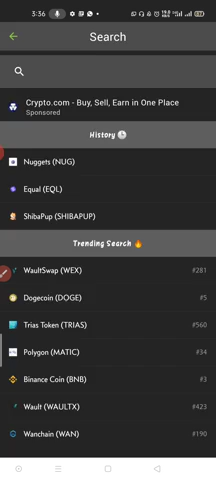 3:36
Search
Crypto.com - Buy, Sell, Earn in One Place
Sponsored
History
Nuggets (NUG)
Equal (EQL)
ShibaPup (SHIBAPUP)
Trending Search
WaultSwap (WEX) #281
Dogecoin (DOGE) #5
Trias Token (TRIAS) #560
Polygon (MATIC) #34
Binance Coin (BNB) #3
Wault (WAULTX) #423
Wanchain (WAN) #190